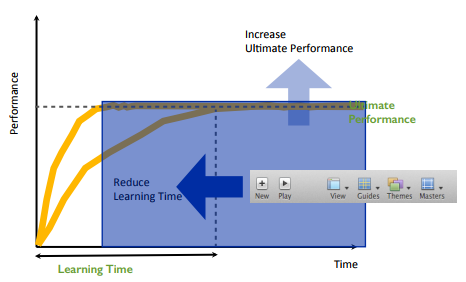 Increase
Ultimate Performance
Performance
Ultimate
Performance
Reduce
Learning Time
New
Play
View
Guides
Themes
Masters
Learning Time
Time